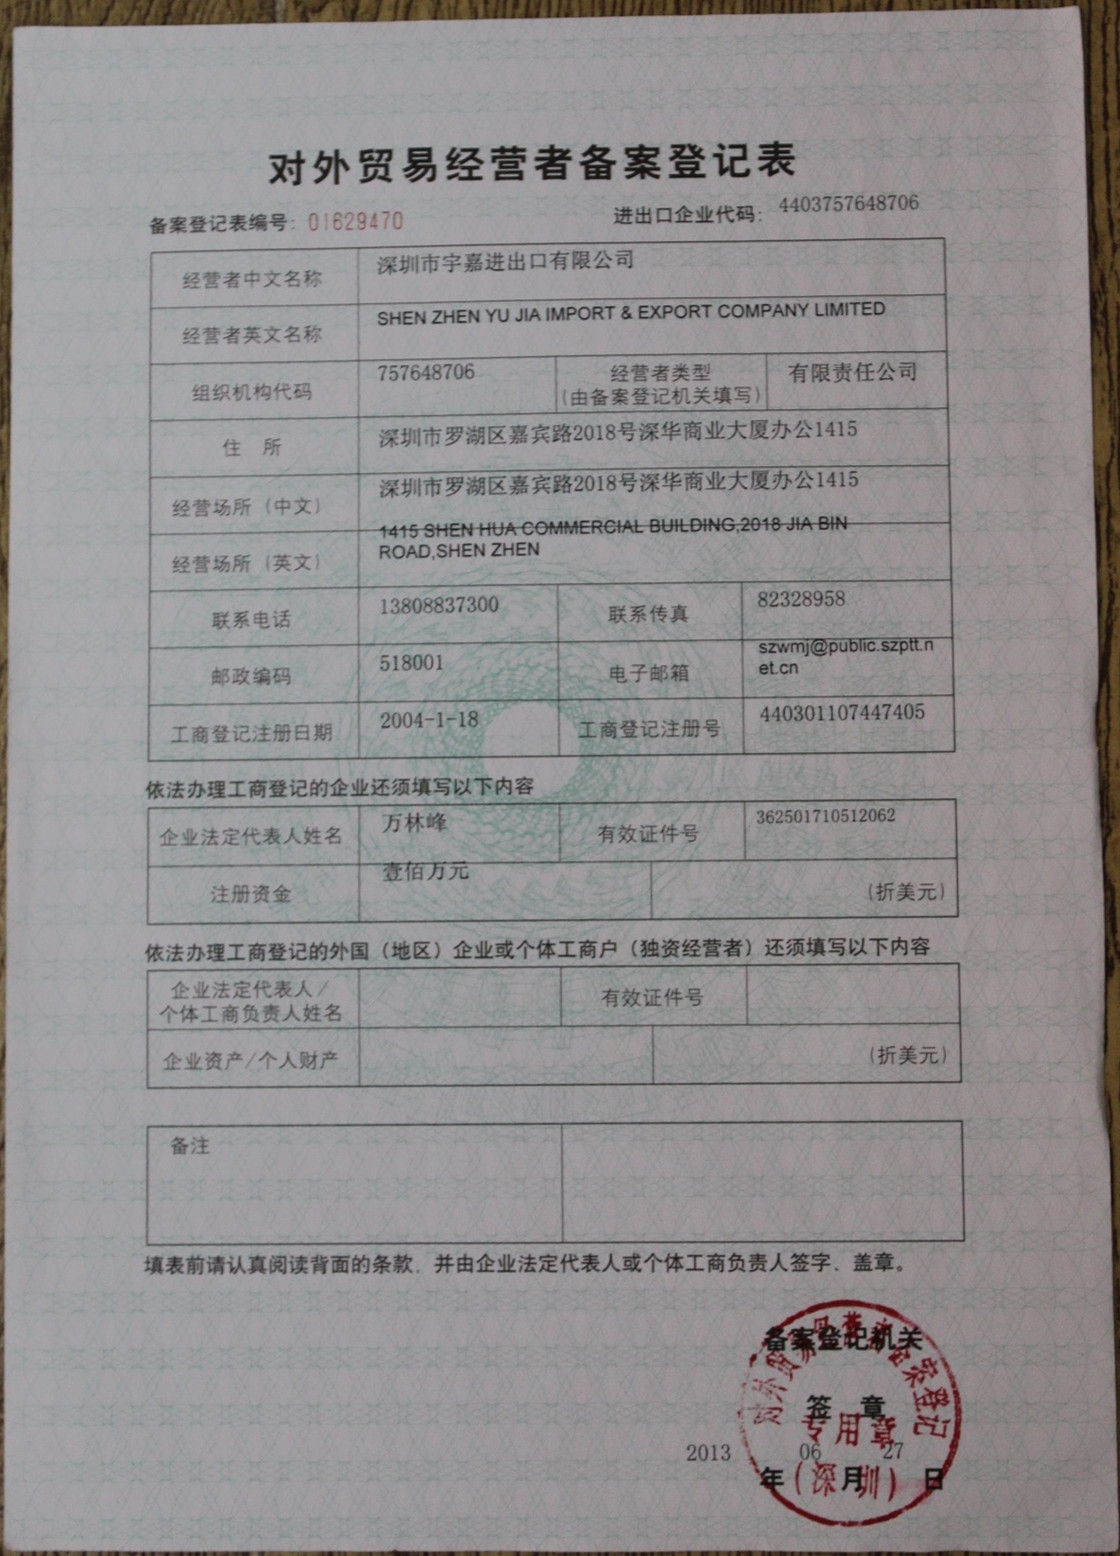 对外贸易经营者备案登记表
备案登记表编号: 01629470
进出口企业代码: 4403757648706
经营者中文名称 深圳市宇嘉进出口有限公司
经营者英文名称 SHEN ZHEN YU JIA IMPORT & EXPORT COMPANY LIMITED
组织机构代码 757648706 经营者类型 有限责任公司
(由备案登记机关填写)
住 所 深圳市罗湖区嘉宾路2018号深华商业大厦办公1415
经营场所（中文） 深圳市罗湖区嘉宾路2018号深华商业大厦办公1415
经营场所（英文） 1415 SHEN HUA COMMERCIAL BUILDING,2018 JIA BIN
ROAD,SHEN ZHEN
联系电话 13808837300 联系传真 82328958
邮政编码 518001 电子邮箱 szwmj@public.szptt.n
et.cn
工商登记注册日期 2004-1-18 工商登记注册号 440301107447405
依法办理工商登记的企业还须填写以下内容
企业法定代表人姓名 万林峰 有效证件号 362501710512062
注册资金 壹佰万元 (折美元)
依法办理工商登记的外国（地区）企业或个体工商户（独资经营者）还须填写以下内容
企业法定代表人/
个体工商负责人姓名 有效证件号
企业资产/个人财产 (折美元)
备注
填表前请认真阅读背面的条款，并由企业法定代表人或个体工商负责人签字、盖章。
备案登记机关
签 章
专用章
2013 06 27
年 月 日
(深圳)